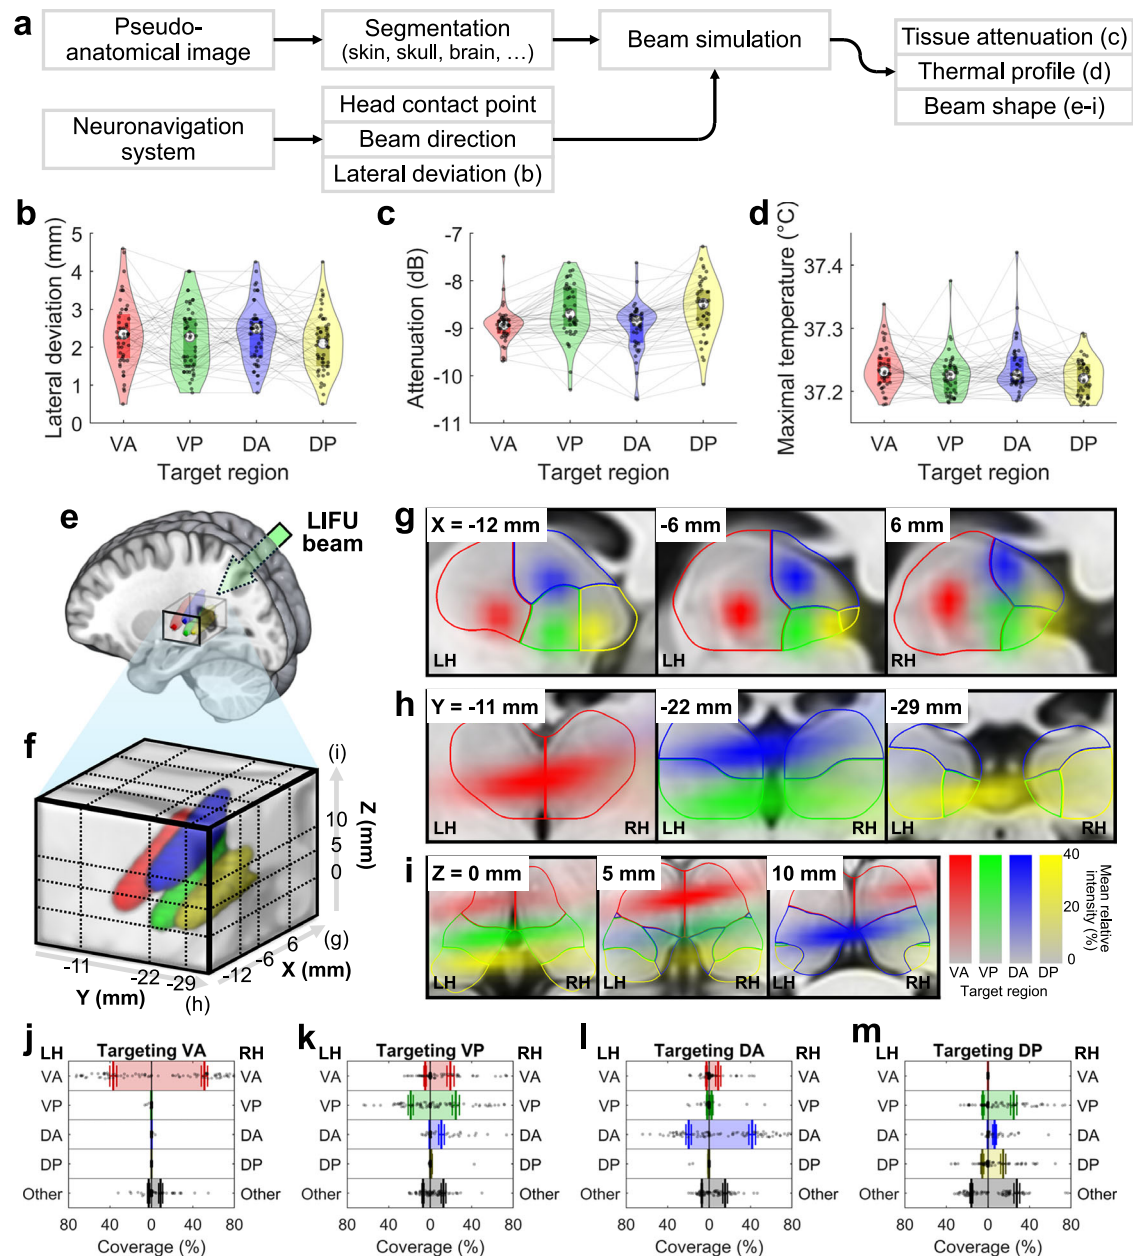 a
Pseudo-
anatomical image
Segmentation
(skin, skull, brain, ...)
Beam simulation
Tissue attenuation (c)
Thermal profile (d)
Beam shape (e-i)
Neuronavigation
system
Head contact point
Beam direction
Lateral deviation (b)
b
Lateral deviation (mm)
5
4
3
2
1
0
VA VP DA DP
Target region
c
Attenuation (dB)
-7
-8
-9
-10
-11
VA VP DA DP
Target region
d
Maximal temperature (°C)
37.4
37.3
37.2
VA VP DA DP
Target region
e
LIFU
beam
f
(i)
Z (mm)
10
5
0
(g)
6
-6
-12
X (mm)
-11
-22
-29
(h)
Y (mm)
g
X = -12 mm
LH
-6 mm
LH
6 mm
RH
h
Y = -11 mm
LH RH
-22 mm
LH RH
-29 mm
LH RH
i
Z = 0 mm
LH RH
5 mm
LH RH
10 mm
LH RH
40
20
0
Mean relative
intensity (%)
VA VP DA DP
Target region
j
LH Targeting VA RH
VA VA
VP VP
DA DA
DP DP
Other Other
80 40 0 40 80
Coverage (%)
k
LH Targeting VP RH
VA VA
VP VP
DA DA
DP DP
Other Other
80 40 0 40 80
Coverage (%)
l
LH Targeting DA RH
VA VA
VP VP
DA DA
DP DP
Other Other
80 40 0 40 80
Coverage (%)
m
LH Targeting DP RH
VA VA
VP VP
DA DA
DP DP
Other Other
80 40 0 40 80
Coverage (%)